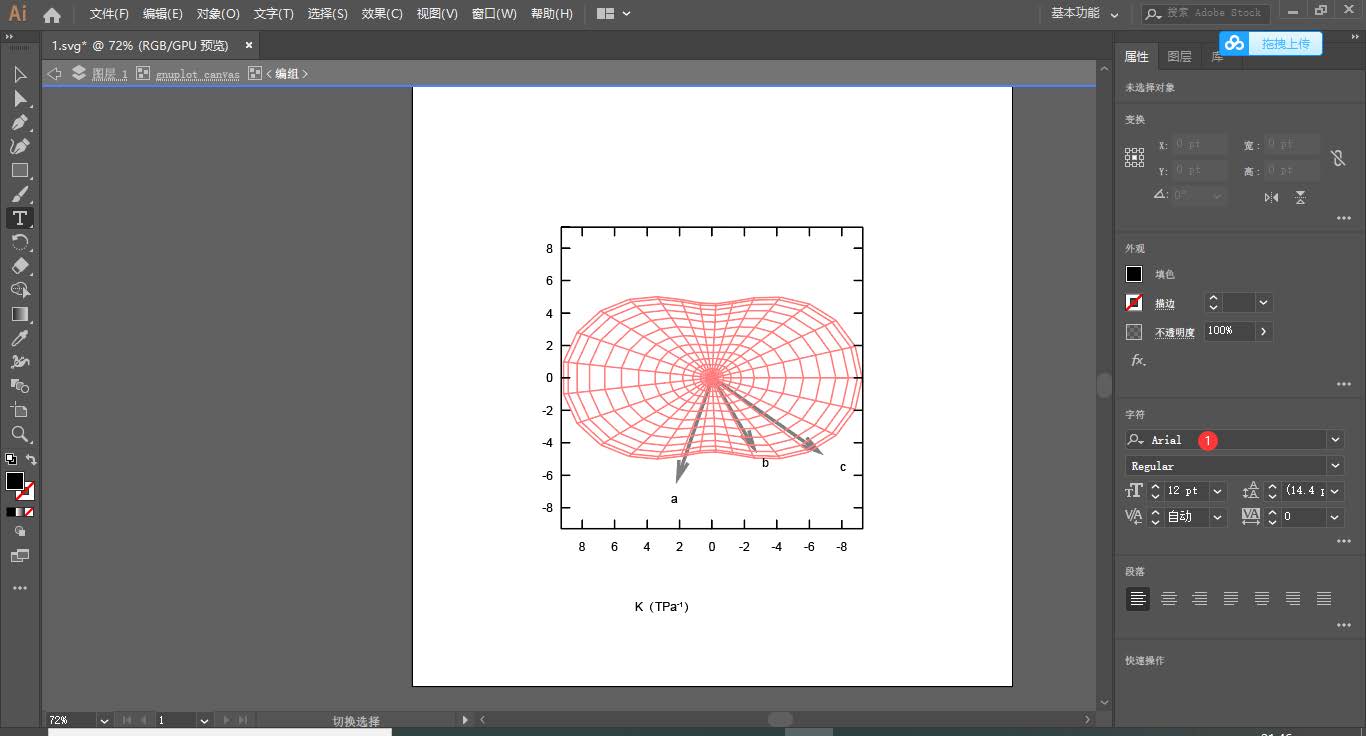 Ai 文件(F) 编辑(E) 对象(O) 文字(T) 选择(S) 效果(C) 视图(V) 窗口(W) 帮助(H) 基本功能 搜索 Adobe Stock
1.svg* @ 72% (RGB/GPU 预览) ×
拖拽上传
图层 1 gnuplot canvas < 编组 >
属性 图层 库
未选择对象
变换
X: 0 pt 宽: 0 pt
Y: 0 pt 高: 0 pt
0°
外观
填色
描边
不透明度 100%
fx.
字符
Arial 1
Regular
12 pt (14.4 p
自动 0
段落
快速操作
8
6
4
2
0
-2
-4
-6
-8
a
b
c
8 6 4 2 0 -2 -4 -6 -8
K（TPa⁻¹）
72% 1 切换选择